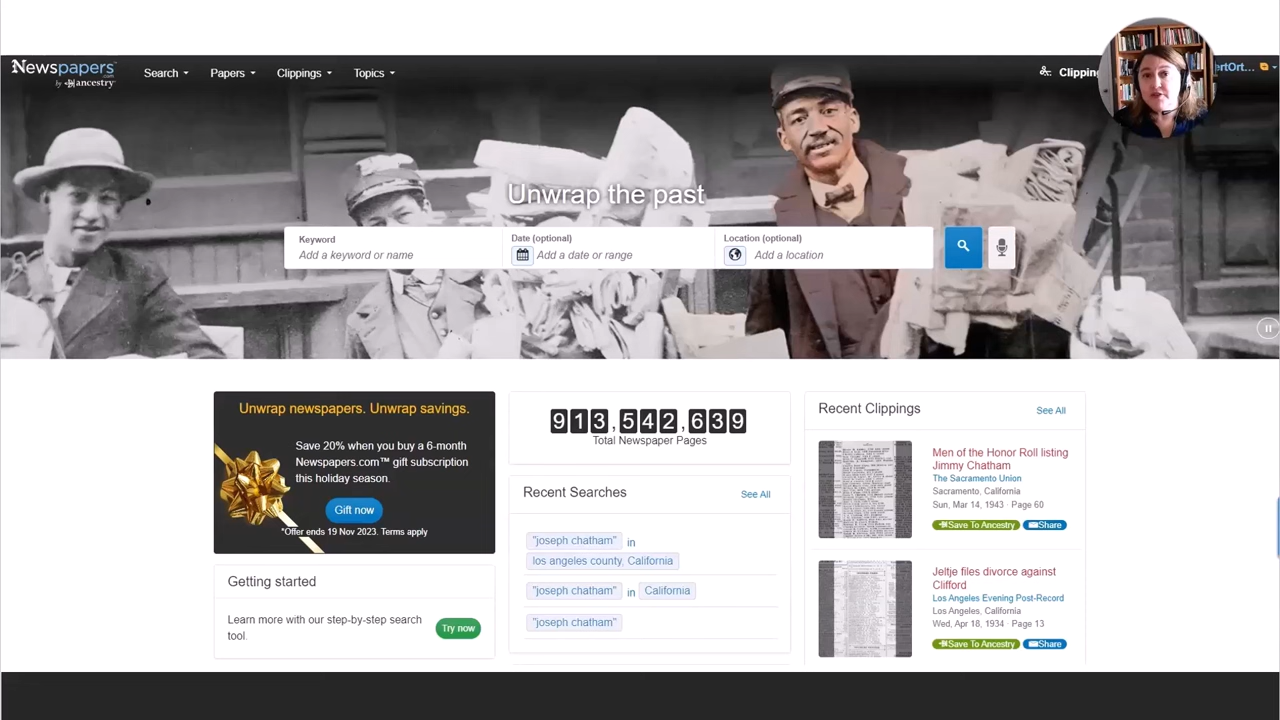 Newspapers
.com
by ancestry
Search
Papers
Clippings
Topics
Clipping
ertOrt...
Unwrap the past
Keyword
Add a keyword or name
Date (optional)
Add a date or range
Location (optional)
Add a location
Unwrap newspapers. Unwrap savings.
Save 20% when you buy a 6-month
Newspapers.com™ gift subscription
this holiday season.
Gift now
*Offer ends 19 Nov 2023. Terms apply
Getting started
Learn more with our step-by-step search
tool.
Try now
913,542,639
Total Newspaper Pages
Recent Searches
See All
"joseph chatham" in
los angeles county, California
"joseph chatham" in California
"joseph chatham"
Recent Clippings
See All
Men of the Honor Roll listing
Jimmy Chatham
The Sacramento Union
Sacramento, California
Sun, Mar 14, 1943 · Page 60
Save To Ancestry
Share
Jeltje files divorce against
Clifford
Los Angeles Evening Post-Record
Los Angeles, California
Wed, Apr 18, 1934 · Page 13
Save To Ancestry
Share